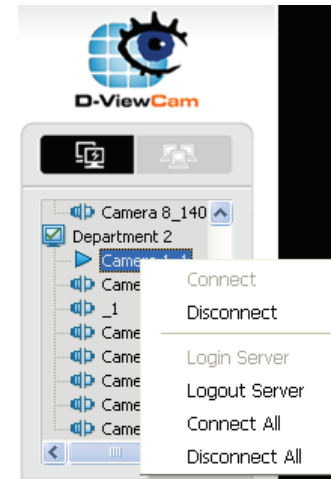 D-ViewCam
Camera 8_140
Department 2
Camera 1_1
Came
Connect
_1
Disconnect
Came
Came
Login Server
Came
Logout Server
Came
Connect All
Came
Disconnect All